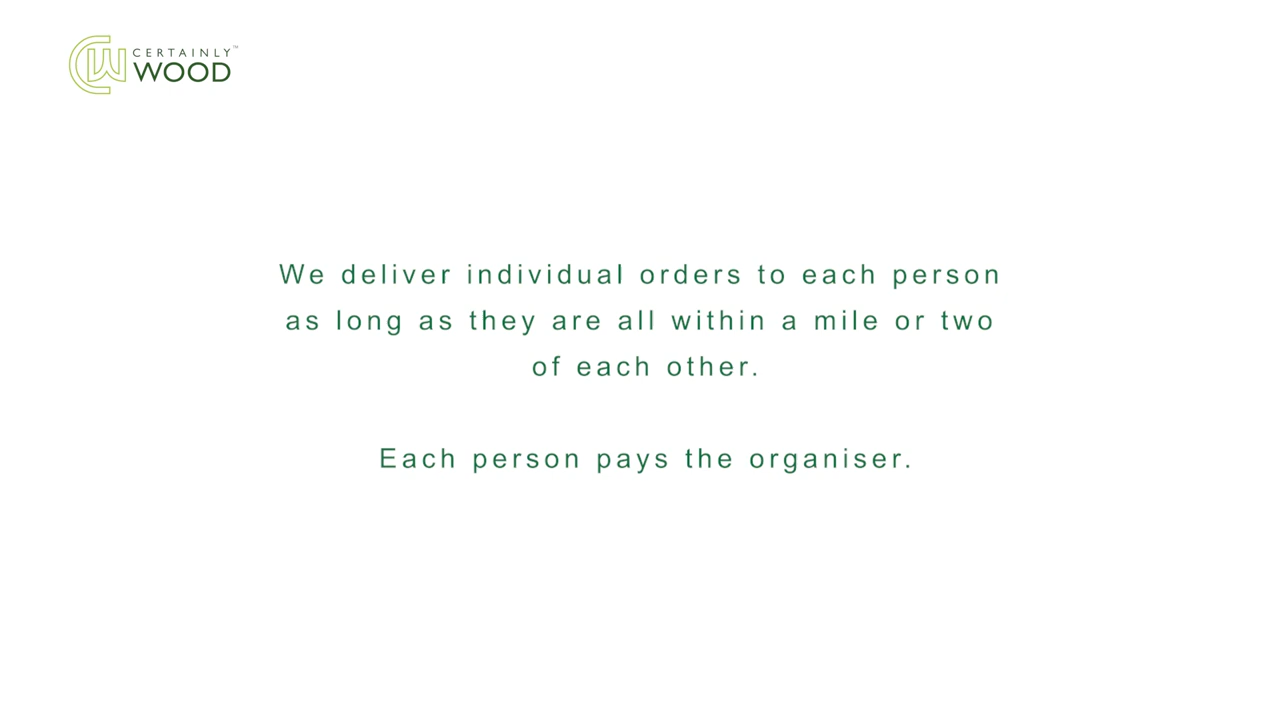 CERTAINLY™
WOOD
We deliver individual orders to each person
as long as they are all within a mile or two
of each other.
Each person pays the organiser.